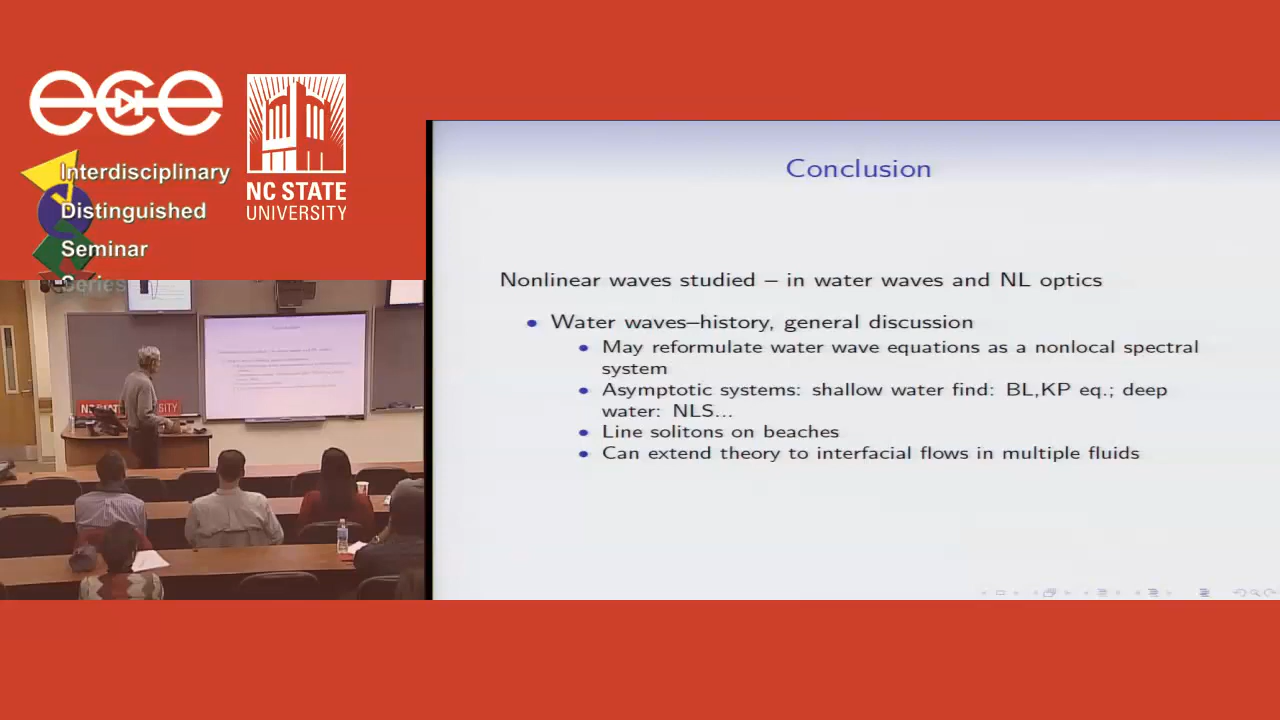 ece
Interdisciplinary
Distinguished
Seminar
Series
NC STATE
UNIVERSITY
Conclusion
Nonlinear waves studied – in water waves and NL optics
• Water waves–history, general discussion
• May reformulate water wave equations as a nonlocal spectral
system
• Asymptotic systems: shallow water find: BL,KP eq.; deep
water: NLS...
• Line solitons on beaches
• Can extend theory to interfacial flows in multiple fluids